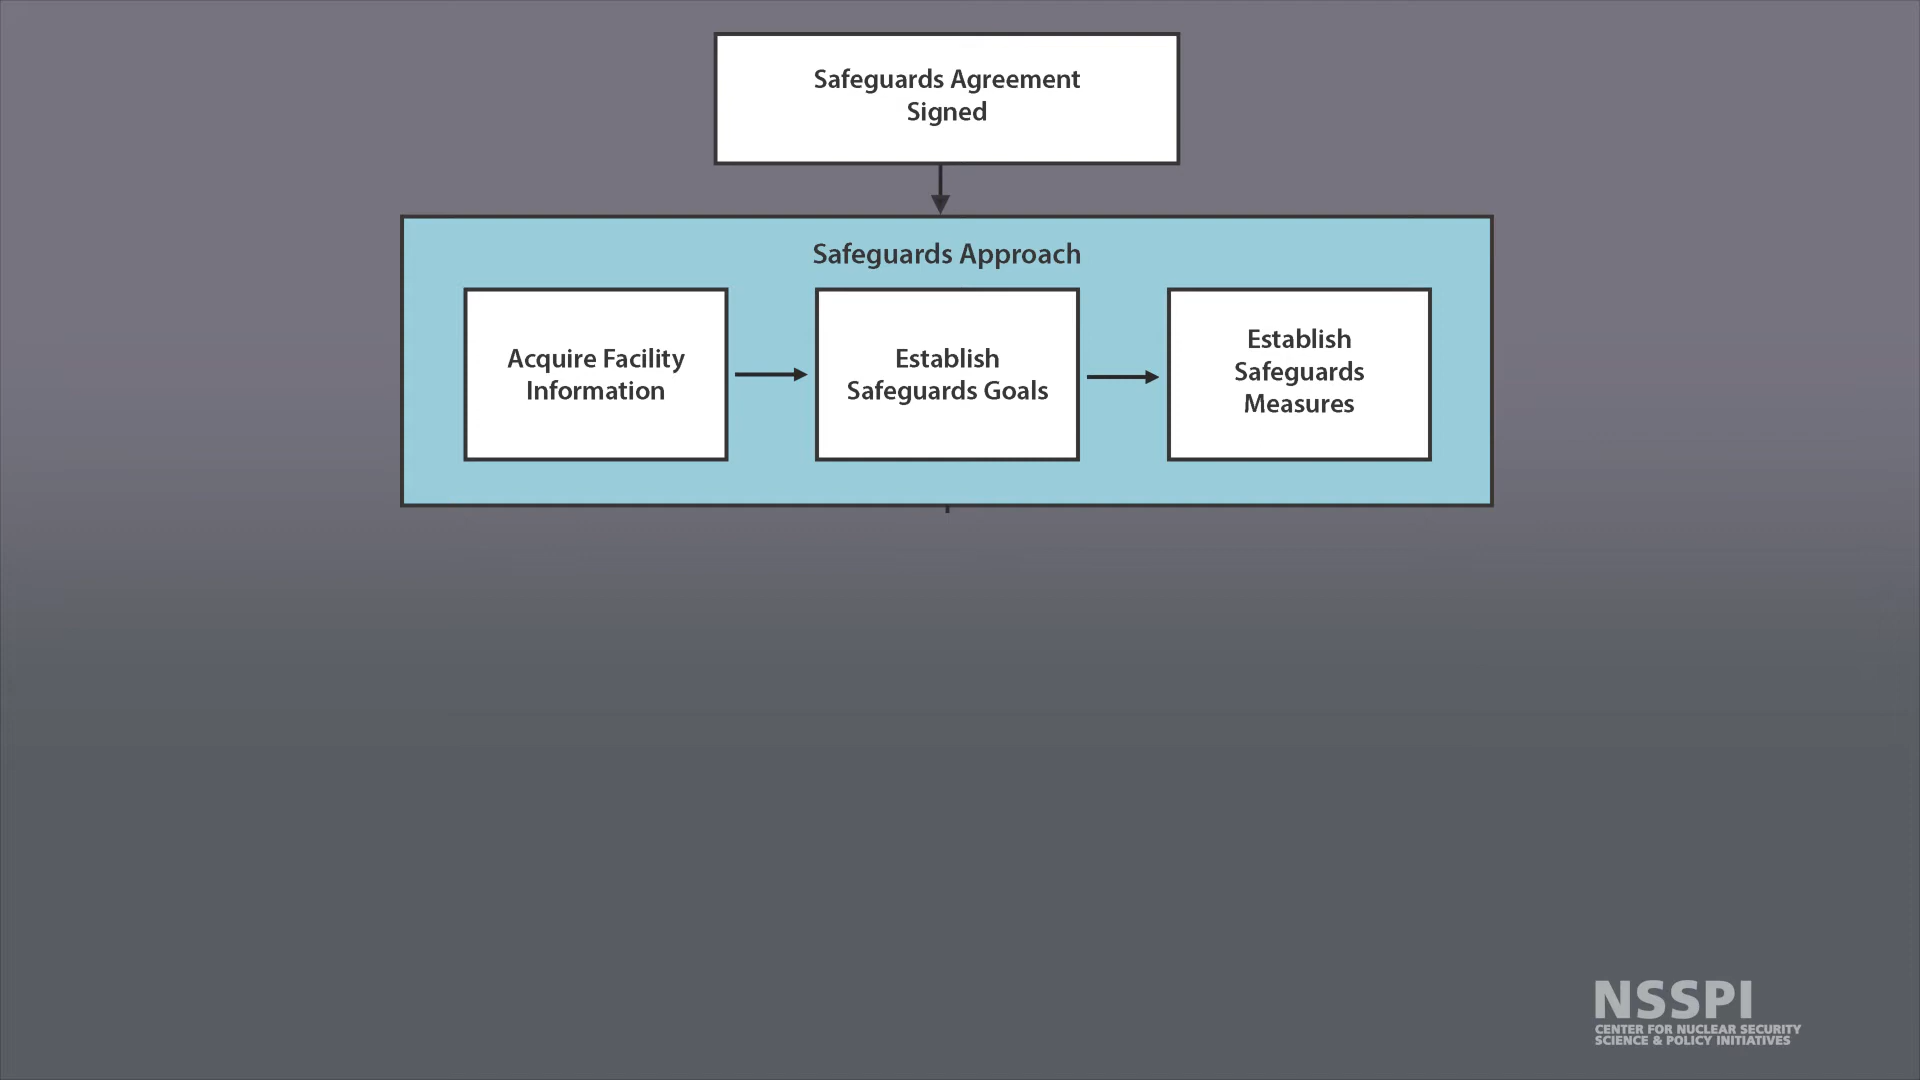 Safeguards Agreement
Signed
Safeguards Approach
Acquire Facility
Information
Establish
Safeguards Goals
Establish
Safeguards
Measures
NSSPI
CENTER FOR NUCLEAR SECURITY
SCIENCE & POLICY INITIATIVES